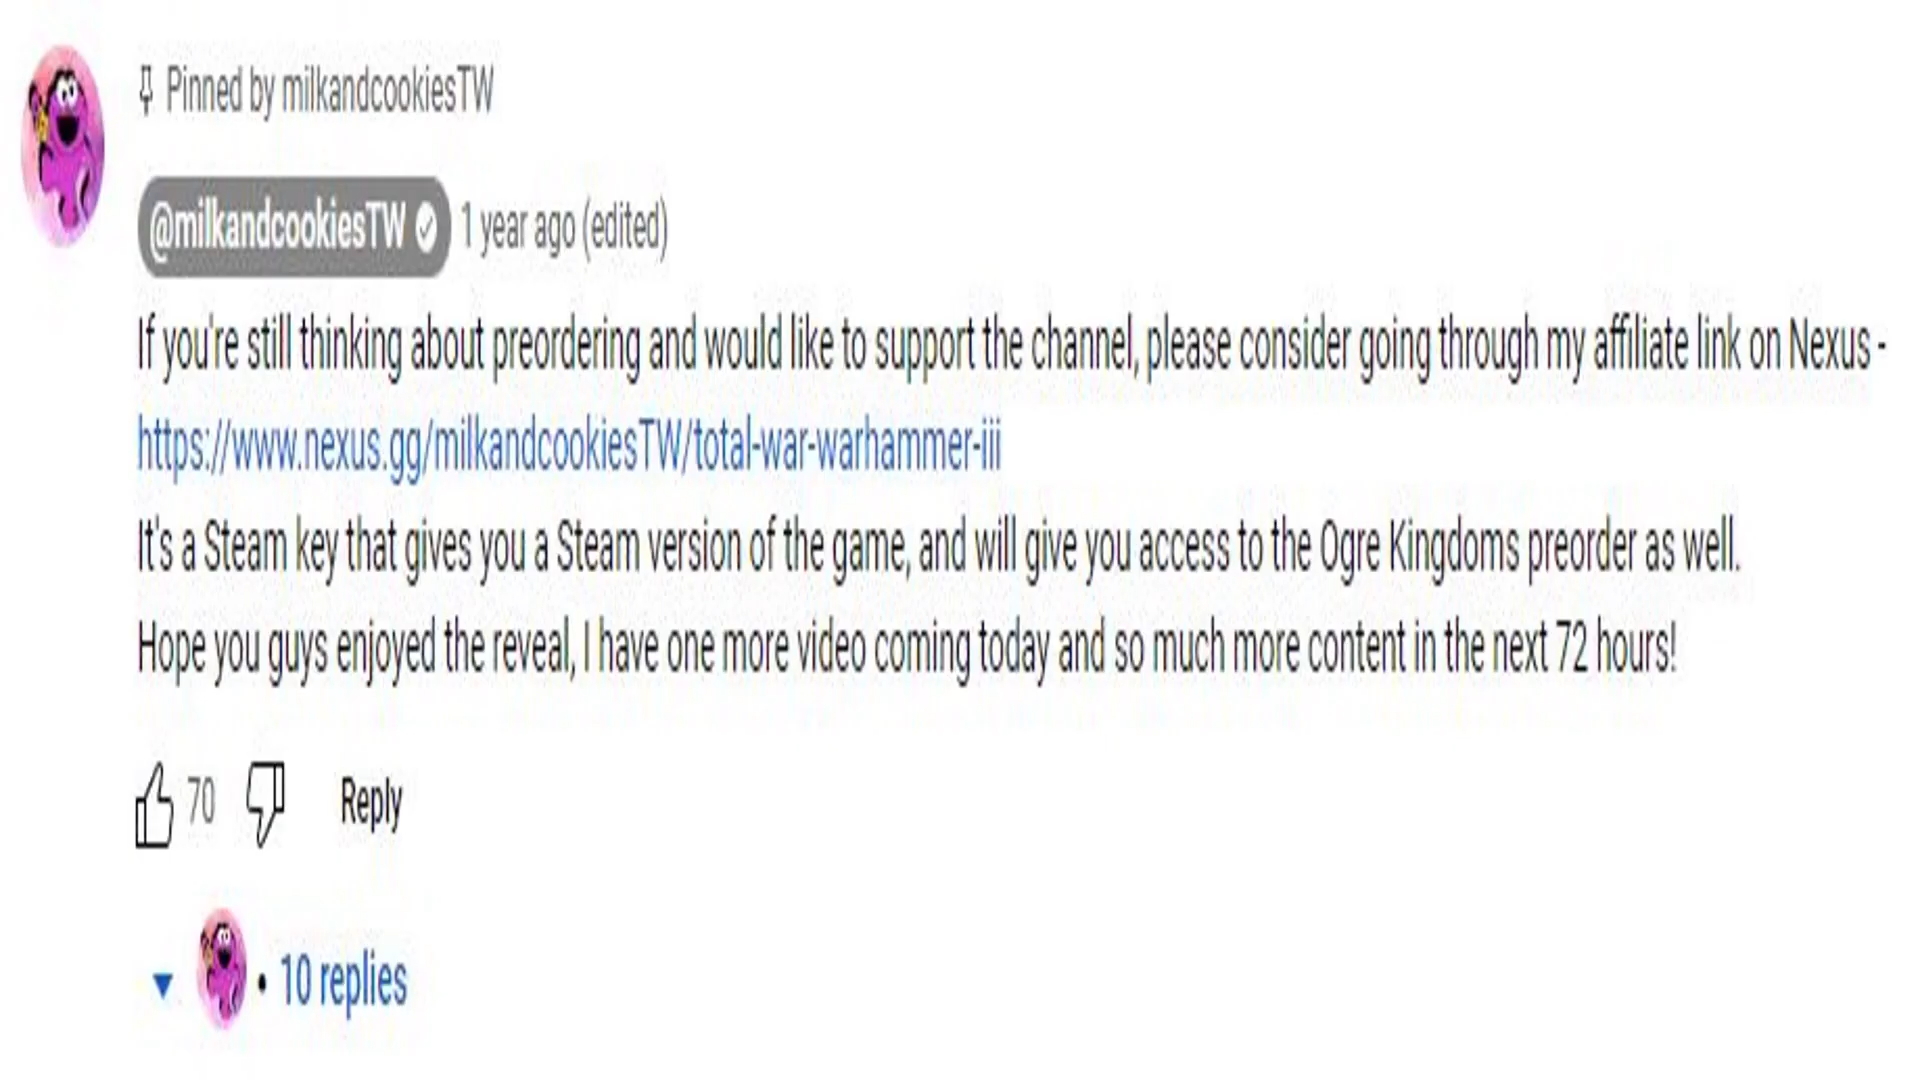 Pinned by milkandcookiesTW
@milkandcookiesTW 1 year ago (edited)
If you're still thinking about preordering and would like to support the channel, please consider going through my affiliate link on Nexus -
https://www.nexus.gg/milkandcookiesTW/total-war-warhammer-iii
It's a Steam key that gives you a Steam version of the game, and will give you access to the Ogre Kingdoms preorder as well.
Hope you guys enjoyed the reveal, I have one more video coming today and so much more content in the next 72 hours!
70 Reply
• 10 replies